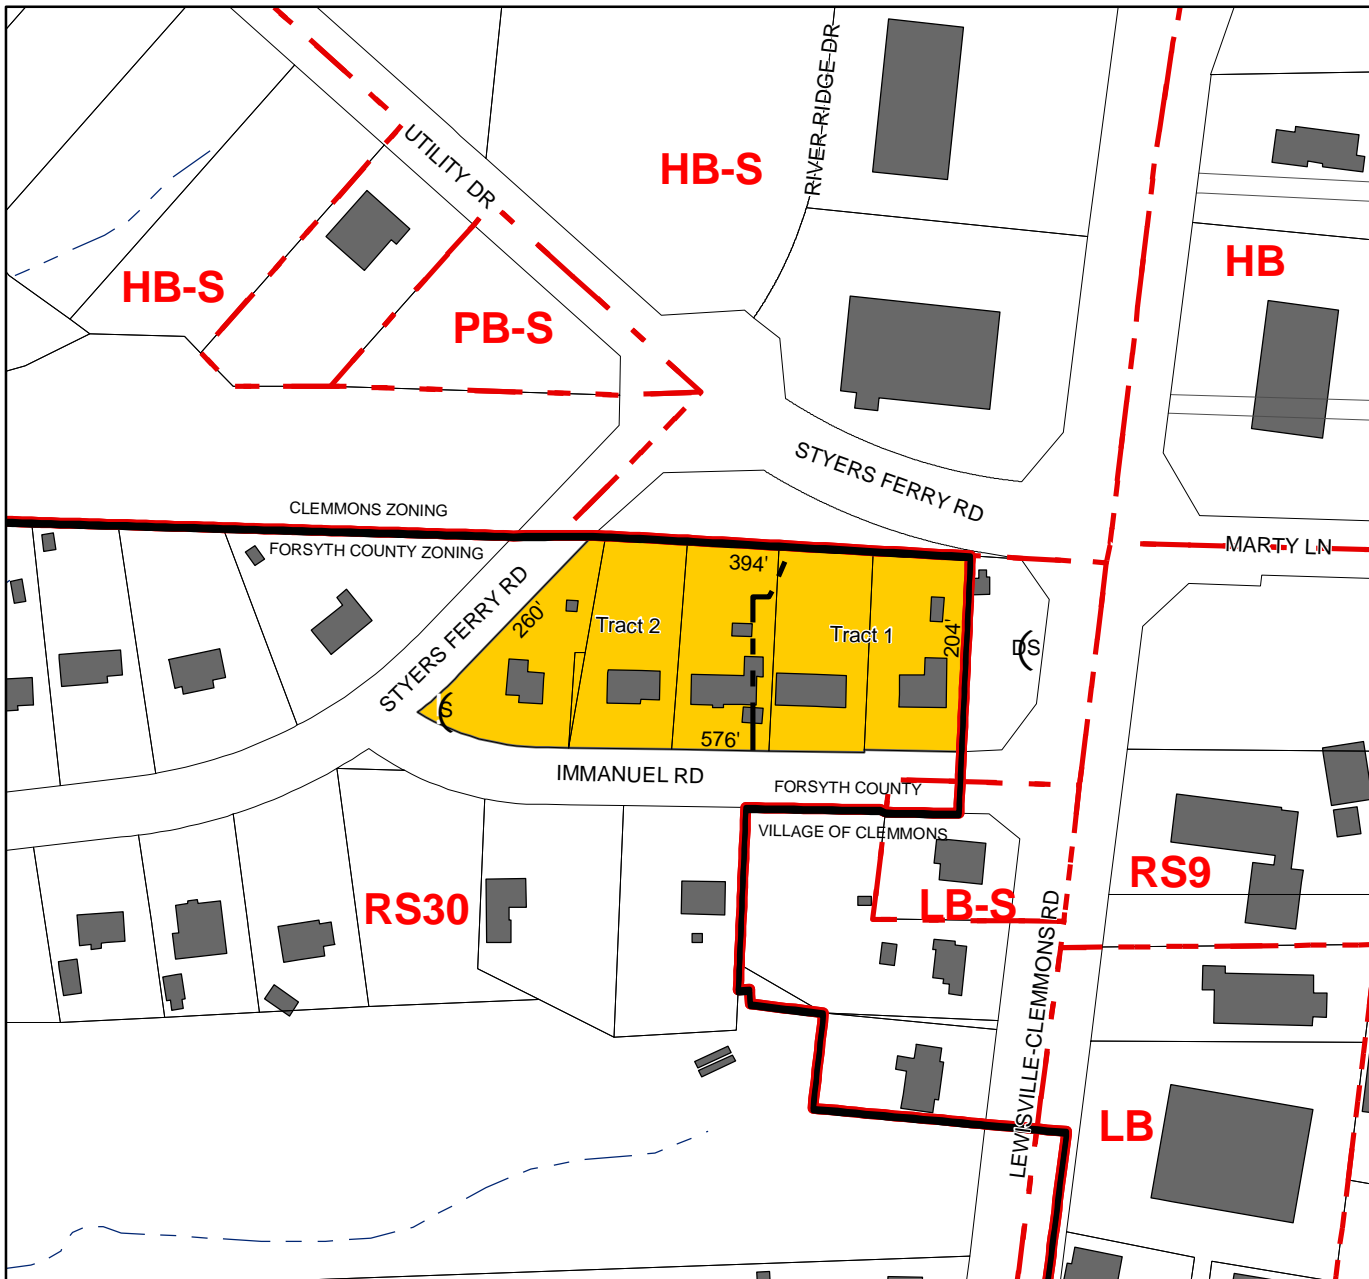 UTILITY DR
RIVER RIDGE DR
HB-S
HB
HB-S
PB-S
STYERS FERRY RD
CLEMMONS ZONING
FORSYTH COUNTY ZONING
MARTY LN
394'
260'
Tract 2
Tract 1
204'
DS
STYERS FERRY RD
S
576'
IMMANUEL RD
FORSYTH COUNTY
VILLAGE OF CLEMMONS
RS9
RS30
LB-S
LEWISVILLE-CLEMMONS RD
LB